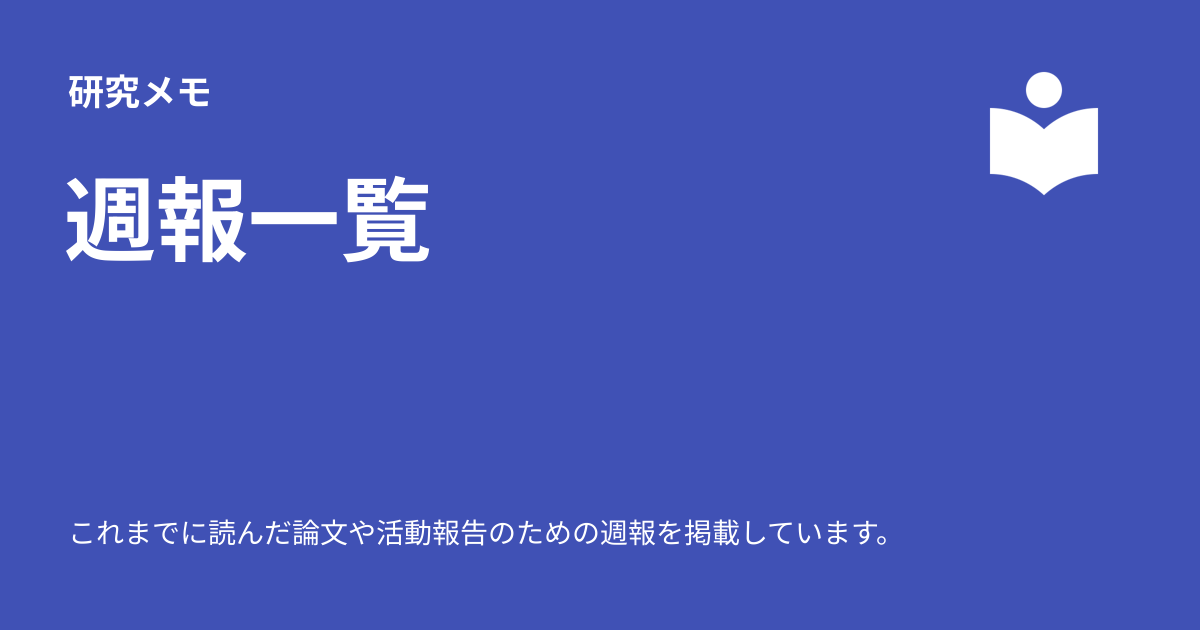 研究メモ
週報一覧
これまでに読んだ論文や活動報告のための週報を掲載しています。